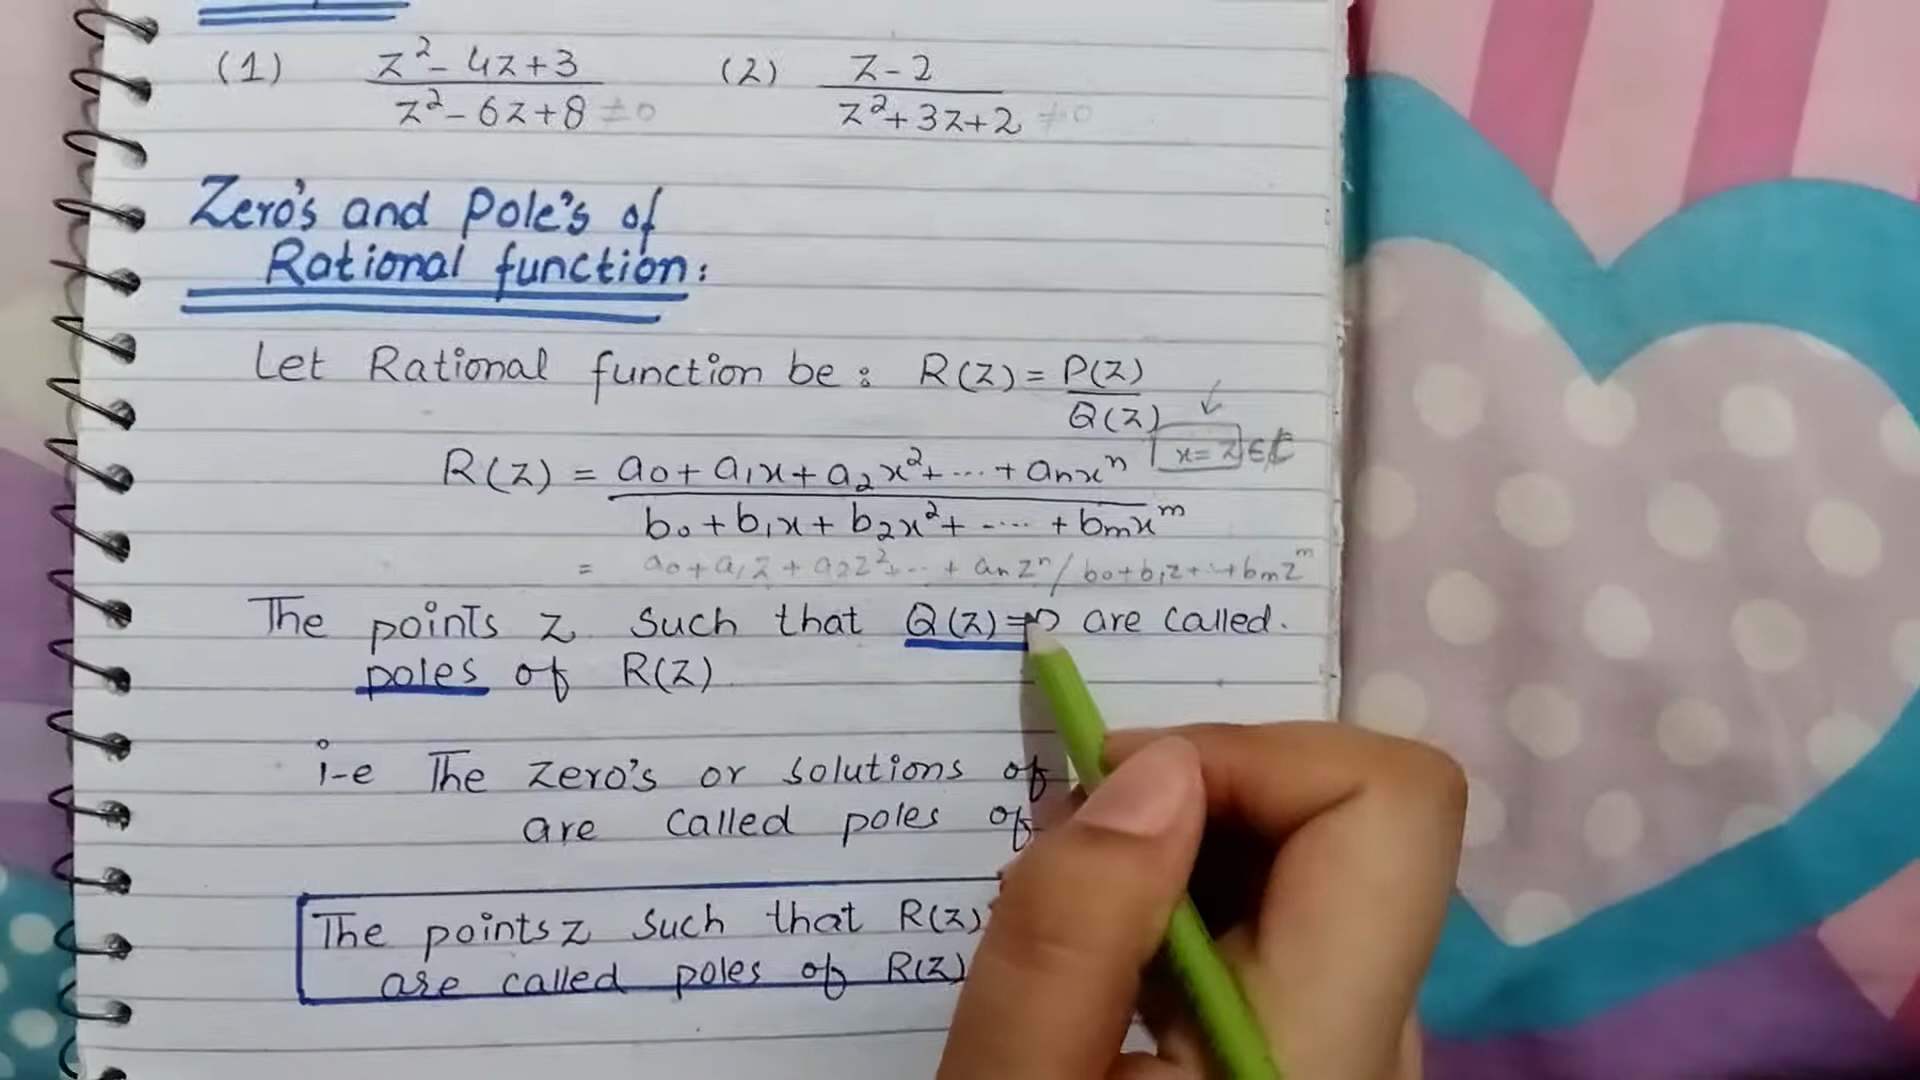 (1) z² - 4z + 3 / z² - 6z + 8 ≠0 (2) z - 2 / z² + 3z + 2 ≠0
Zero's and Pole's of
Rational function:
Let Rational function be: R(z) = P(z) / Q(z)
x = z ∈ ℂ
R(z) = a₀ + a₁x + a₂x² + ---- + aₙxⁿ / b₀ + b₁x + b₂x² + ---- + bₘxᵐ
= a₀ + a₁z + a₂z² + ... + aₙzⁿ / b₀ + b₁z + ... + bₘzᵐ
The points z such that Q(z) = 0 are called.
poles of R(z)
i-e The zero's or solutions of
are called poles of
The points z such that R(z)
are called poles of R(z)